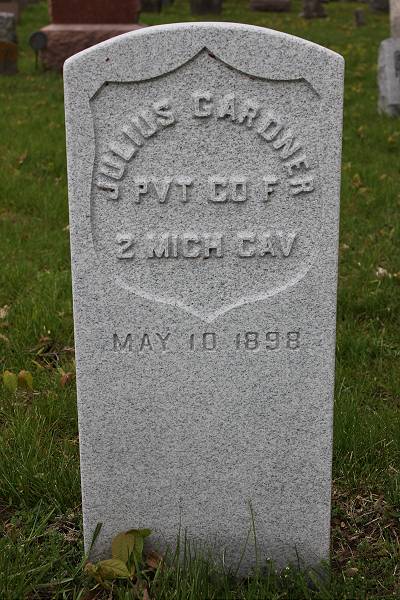 JULIUS GARDNER
PVT CO F
2 MICH CAV
MAY 10 1898